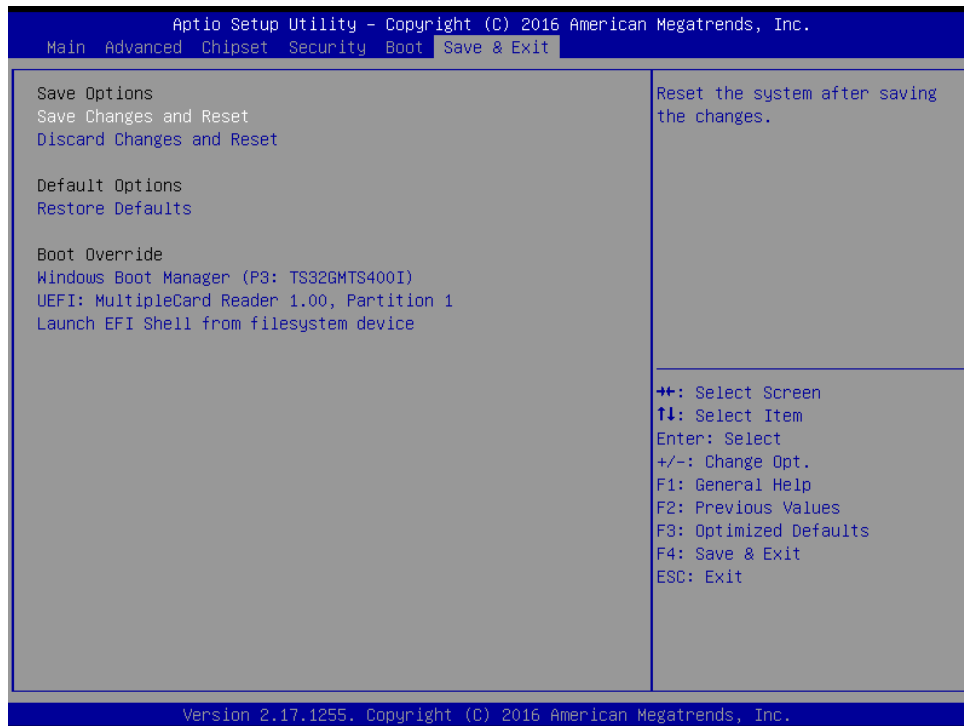 Aptio Setup Utility – Copyright (C) 2016 American Megatrends, Inc.
Main Advanced Chipset Security Boot Save & Exit
Save Options
Save Changes and Reset
Discard Changes and Reset
Default Options
Restore Defaults
Boot Override
Windows Boot Manager (P3: TS32GMTS400I)
UEFI: MultipleCard Reader 1.00, Partition 1
Launch EFI Shell from filesystem device
Reset the system after saving
the changes.
→←: Select Screen
↑↓: Select Item
Enter: Select
+/-: Change Opt.
F1: General Help
F2: Previous Values
F3: Optimized Defaults
F4: Save & Exit
ESC: Exit
Version 2.17.1255. Copyright (C) 2016 American Megatrends, Inc.